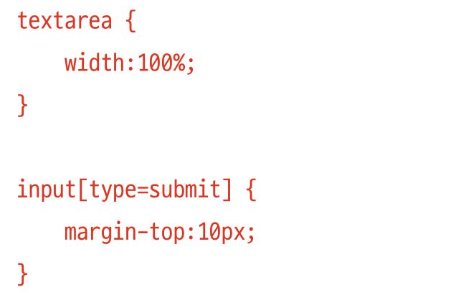 textarea {
    width:100%;
}

input[type=submit] {
    margin-top:10px;
}